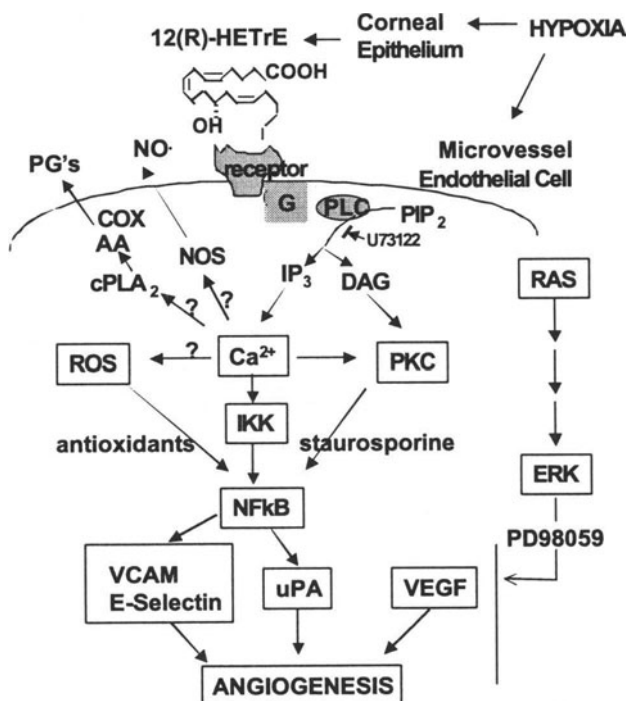 12(R)-HETrE
Corneal
Epithelium
HYPOXIA
COOH
OH
NO·
PG's
receptor
Microvessel
Endothelial Cell
G
PLC
PIP2
U73122
COX
AA
NOS
cPLA2
IP3
DAG
RAS
?
?
ROS
?
Ca2+
PKC
IKK
antioxidants
staurosporine
ERK
NFkB
PD98059
VCAM
E-Selectin
uPA
VEGF
ANGIOGENESIS